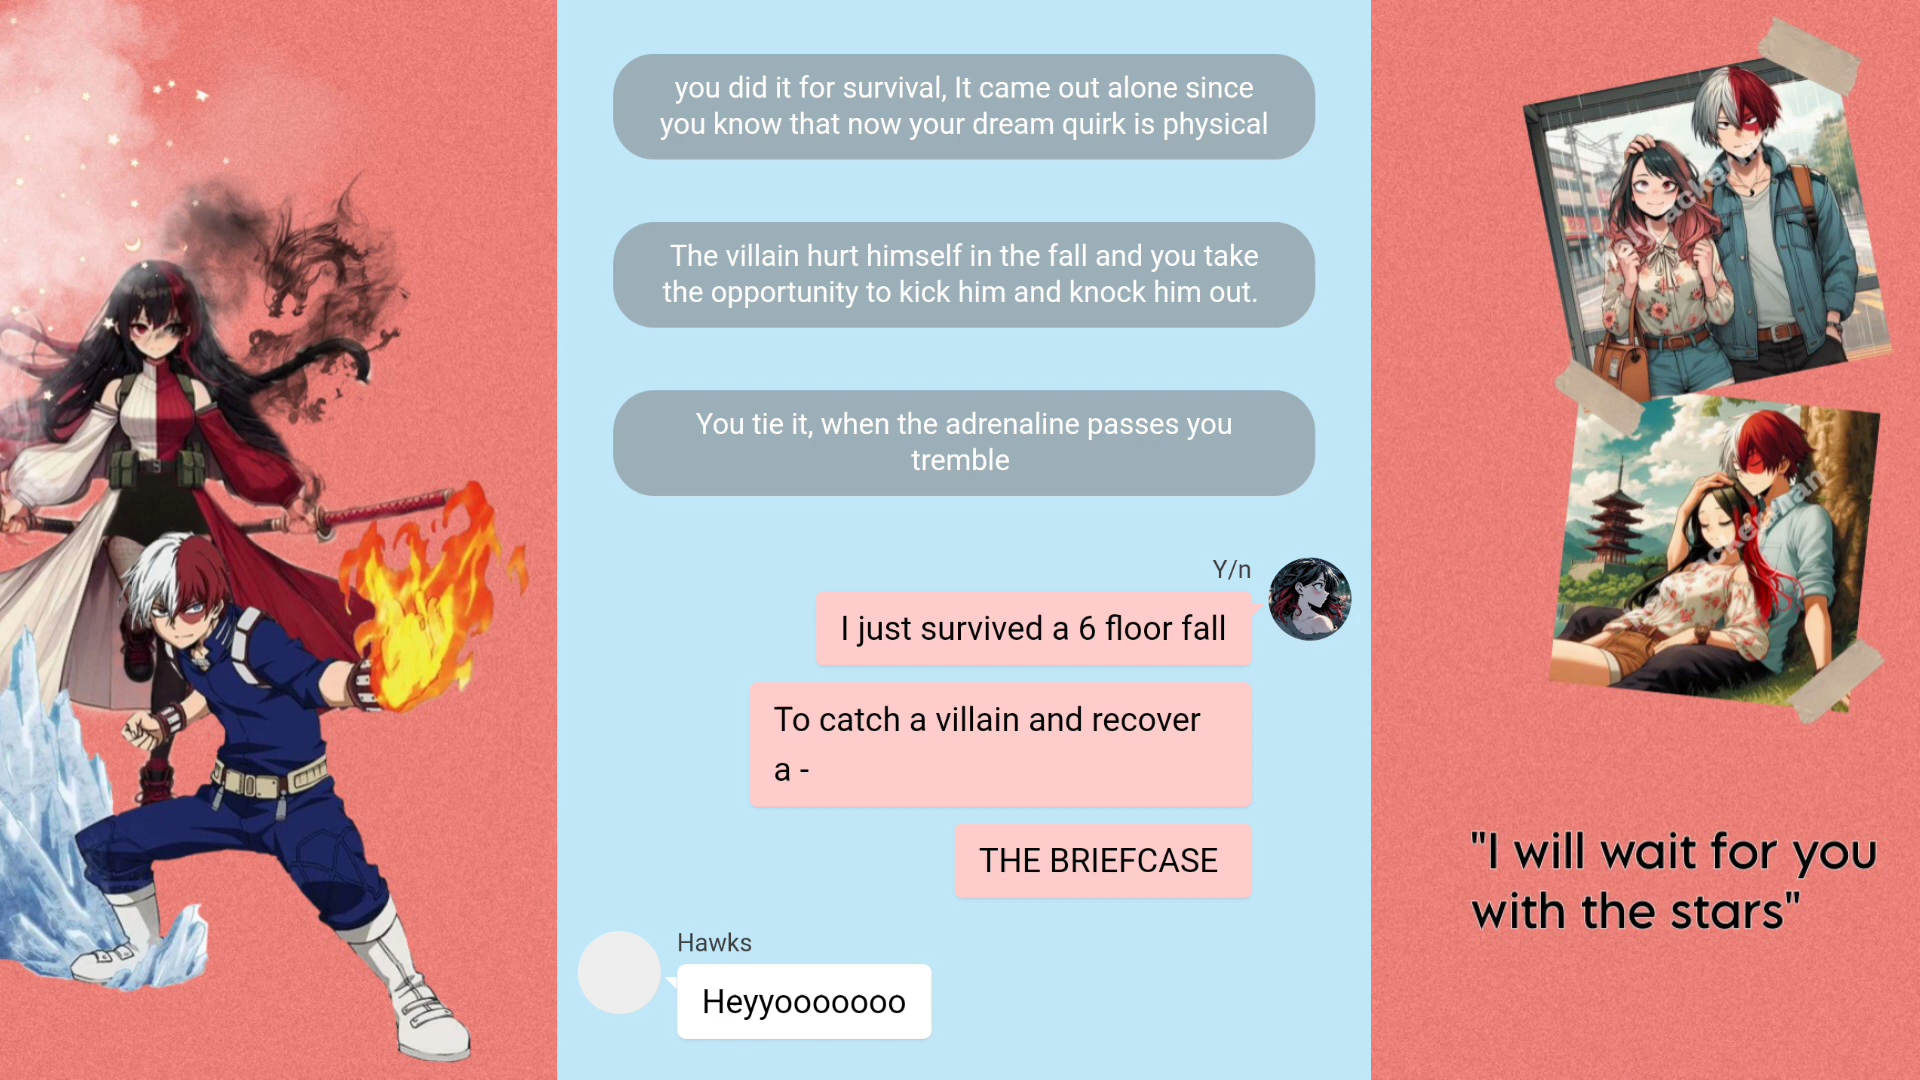 you did it for survival, It came out alone since
you know that now your dream quirk is physical
The villain hurt himself in the fall and you take
the opportunity to kick him and knock him out.
You tie it, when the adrenaline passes you
tremble
Y/n
I just survived a 6 floor fall
To catch a villain and recover
a -
THE BRIEFCASE
Hawks
Heyyooooooo
"I will wait for you
with the stars"